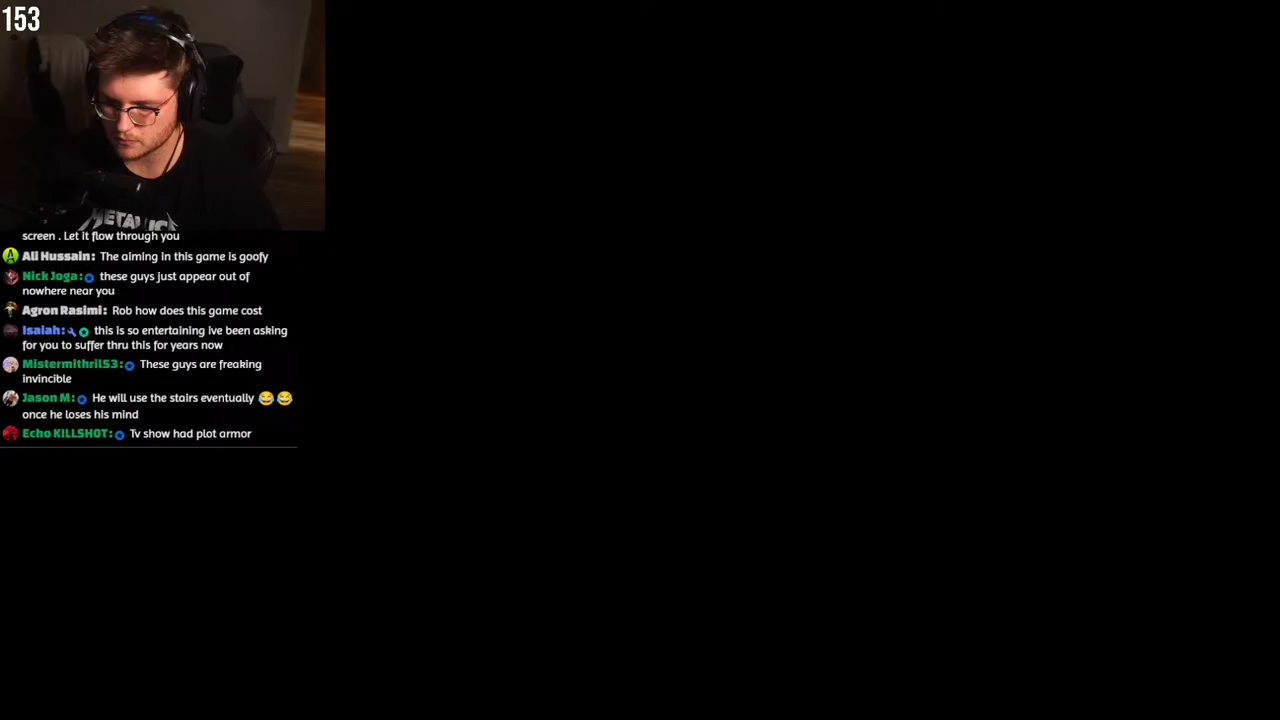 153
METALLICA
screen . Let it flow through you
Ali Hussain: The aiming in this game is goofy
Nick Joga: these guys just appear out of
nowhere near you
Agron Rasimi: Rob how does this game cost
Isaiah: this is so entertaining ive been asking
for you to suffer thru this for years now
Mistermithril53: These guys are freaking
invincible
Jason M: He will use the stairs eventually 😂😂
once he loses his mind
Echo KILLSHOT: Tv show had plot armor